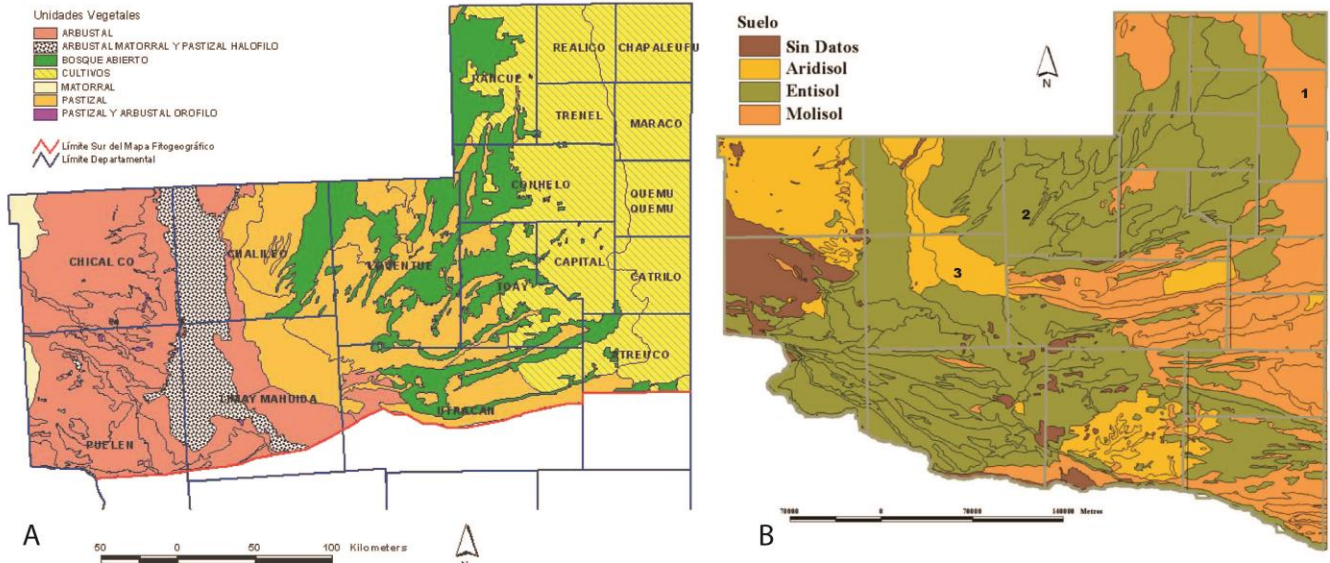 Unidades Vegetales
ARBUSTAL
ARBUSTAL MATORRAL Y PASTIZAL HALOFILO
BOSQUE ABIERTO
CULTIVOS
MATORRAL
PASTIZAL
PASTIZAL Y ARBUSTAL OROFILO
Límite Sur del Mapa Fitogeográfico
Límite Departamental
REALICO
CHAPALEUFU
RANCUE
TRENEL
MARACO
CONHELO
QUEMU
QUEMU
CHICAL CO
CHALILEO
LOVENTUE
TOAY
CAPITAL
CATRILO
PUELEN
LIMAY MAHUIDA
UTRACAN
ATREUCO
A
50 0 50 100 Kilometers
N
Suelo
Sin Datos
Aridisol
Entisol
Molisol
N
1
2
3
70000 0 70000 140000 Metros
B